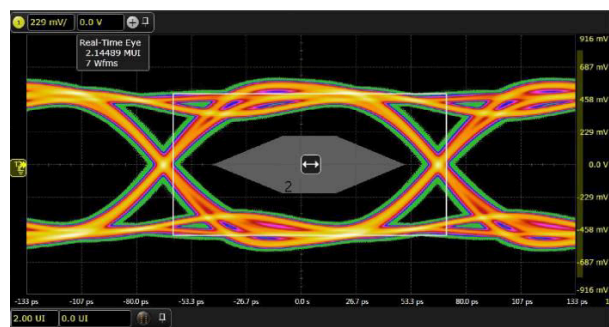 1 229 mV/ 0.0 V
Real-Time Eye
2.14489 MUI
7 Wfms
916 mV
687 mV
458 mV
229 mV
0.0 V
-229 mV
-458 mV
-687 mV
-916 mV
2
-133 ps -107 ps -80.0 ps -53.3 ps -26.7 ps 0.0 s 26.7 ps 53.3 ps 80.0 ps 107 ps 133 ps
2.00 UI 0.0 UI